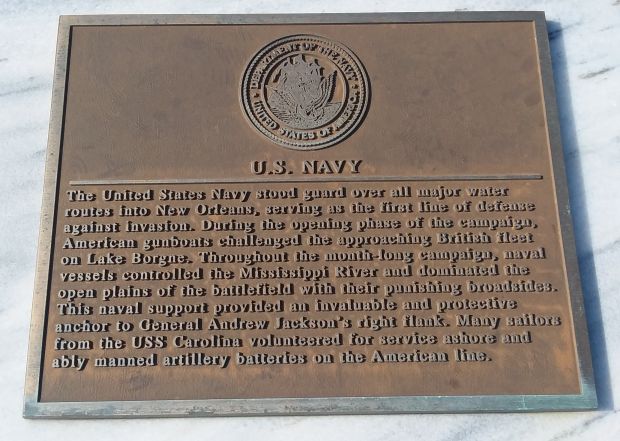 DEPARTMENT OF THE NAVY
UNITED STATES OF AMERICA
U.S. NAVY
The United States Navy stood guard over all major water
routes into New Orleans, serving as the first line of defense
against invasion. During the opening phase of the campaign,
American gunboats challenged the approaching British fleet
on Lake Borgne. Throughout the month-long campaign, naval
vessels controlled the Mississippi River and dominated the
open plains of the battlefield with their punishing broadsides.
This naval support provided an invaluable and protective
anchor to General Andrew Jackson's right flank. Many sailors
from the USS Carolina volunteered for service ashore and
ably manned artillery batteries on the American line.